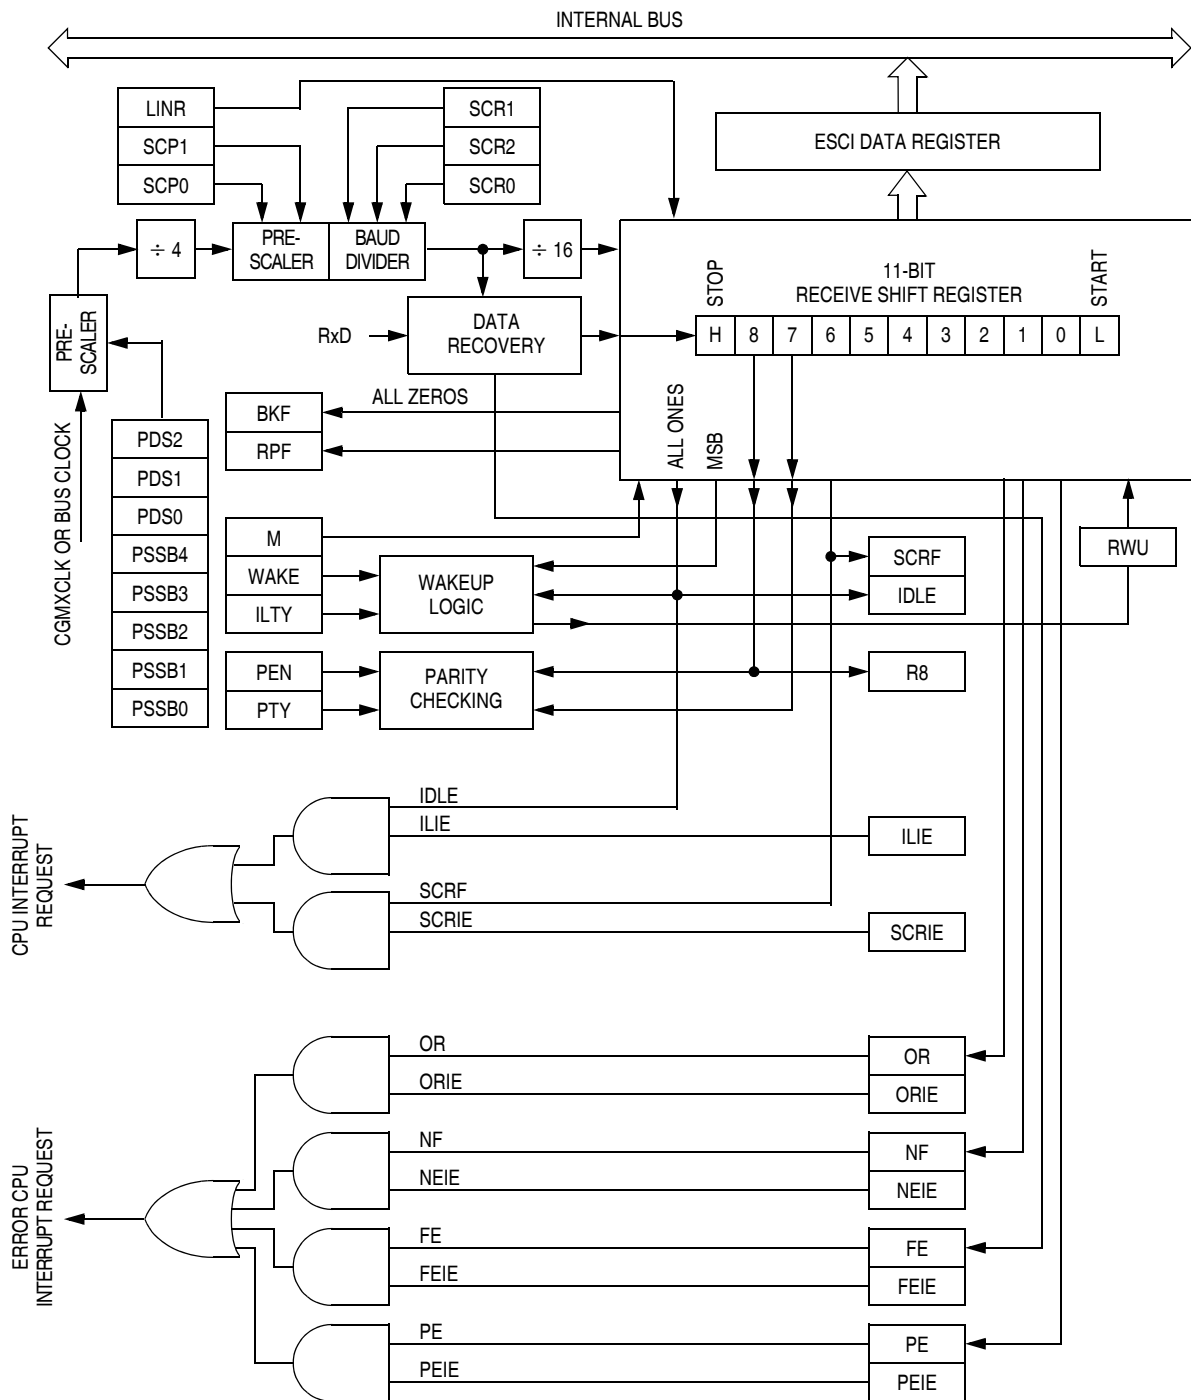 INTERNAL BUS
LINR
SCP1
SCP0
SCR1
SCR2
SCR0
ESCI DATA REGISTER
÷ 4
PRE-
SCALER
BAUD
DIVIDER
÷ 16
PRE-
SCALER
CGMXCLK OR BUS CLOCK
RxD
DATA
RECOVERY
STOP
11-BIT
RECEIVE SHIFT REGISTER
START
H 8 7 6 5 4 3 2 1 0 L
ALL ONES
MSB
ALL ZEROS
BKF
RPF
PDS2
PDS1
PDS0
PSSB4
PSSB3
PSSB2
PSSB1
PSSB0
M
WAKE
ILTY
WAKEUP
LOGIC
SCRF
IDLE
RWU
PEN
PTY
PARITY
CHECKING
R8
CPU INTERRUPT
REQUEST
IDLE
ILIE
ILIE
SCRF
SCRIE
SCRIE
ERROR CPU
INTERRUPT REQUEST
OR
OR
ORIE
ORIE
NF
NF
NEIE
NEIE
FE
FE
FEIE
FEIE
PE
PE
PEIE
PEIE